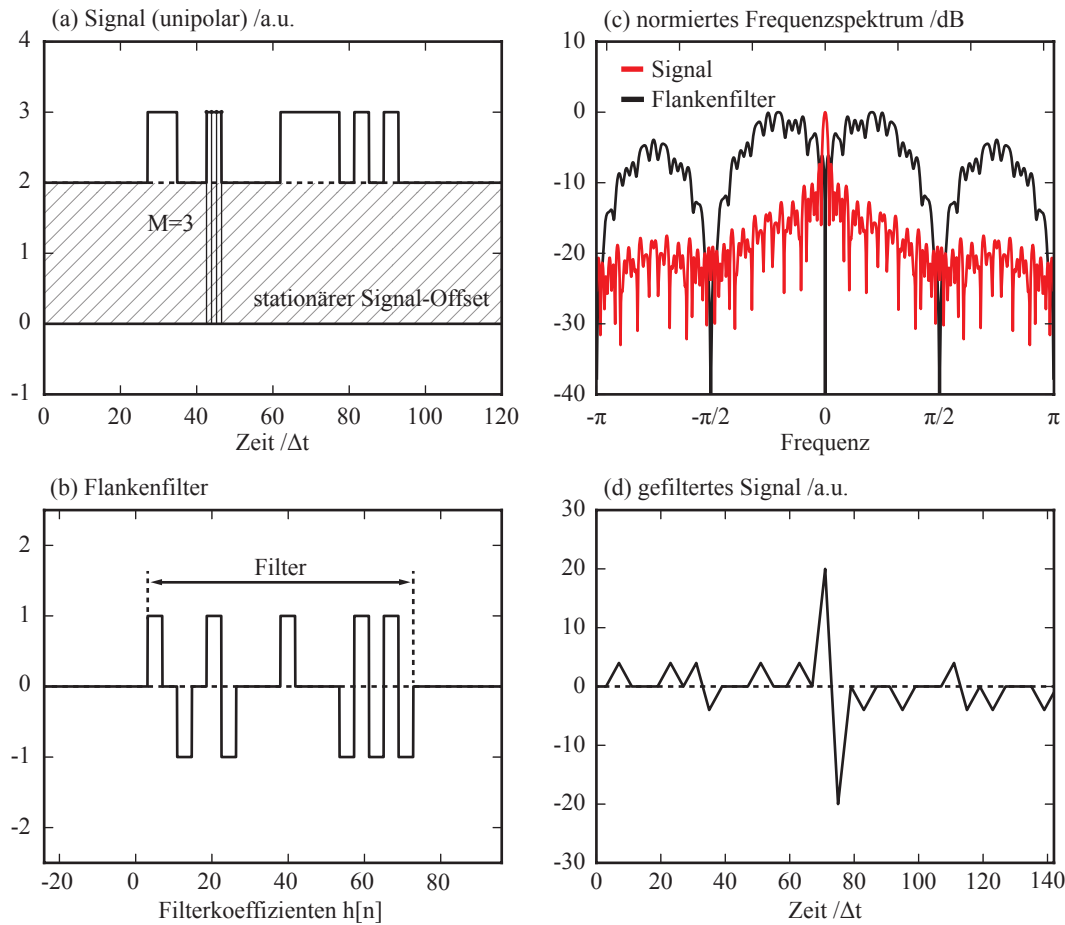 (a) Signal (unipolar) /a.u.
4
3
2
1
0
-1
M=3
stationärer Signal-Offset
0 20 40 60 80 100 120
Zeit /Δt
(c) normiertes Frequenzspektrum /dB
10
0
-10
-20
-30
-40
Signal
Flankenfilter
-π -π/2 0 π/2 π
Frequenz
(b) Flankenfilter
2
1
0
-1
-2
Filter
-20 0 20 40 60 80
Filterkoeffizienten h[n]
(d) gefiltertes Signal /a.u.
30
20
10
0
-10
-20
-30
0 20 40 60 80 100 120 140
Zeit /Δt